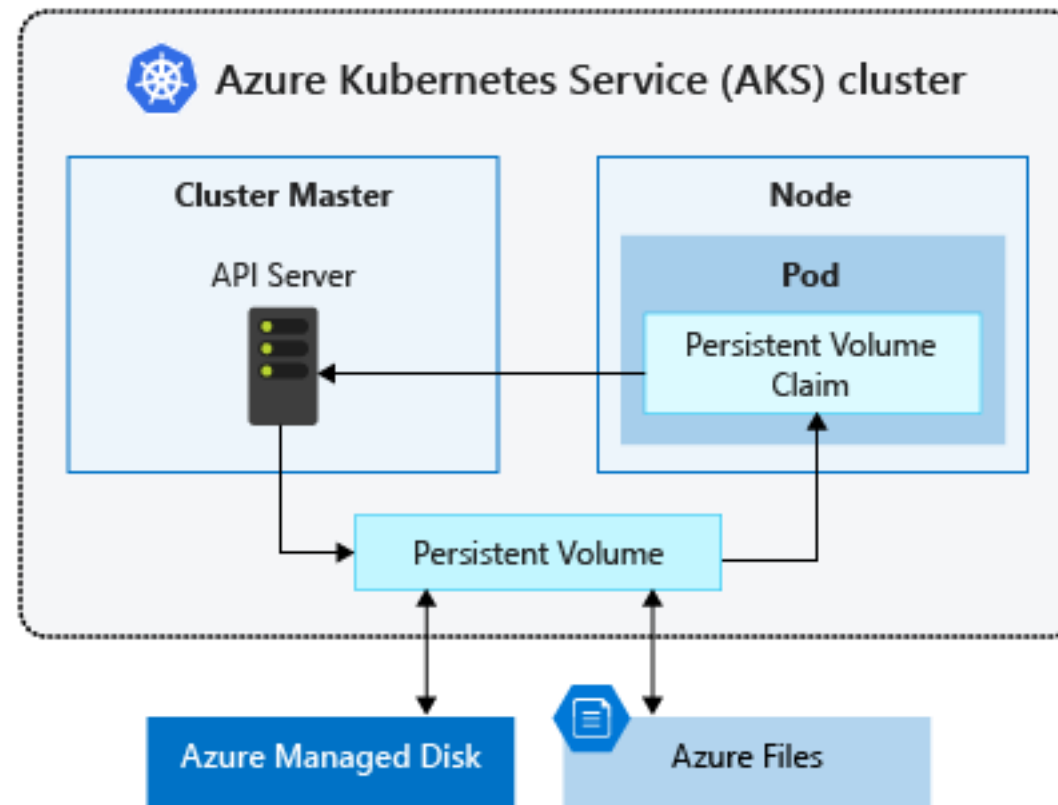 Azure Kubernetes Service (AKS) cluster
Cluster Master
API Server
Node
Pod
Persistent Volume
Claim
Persistent Volume
Azure Managed Disk
Azure Files